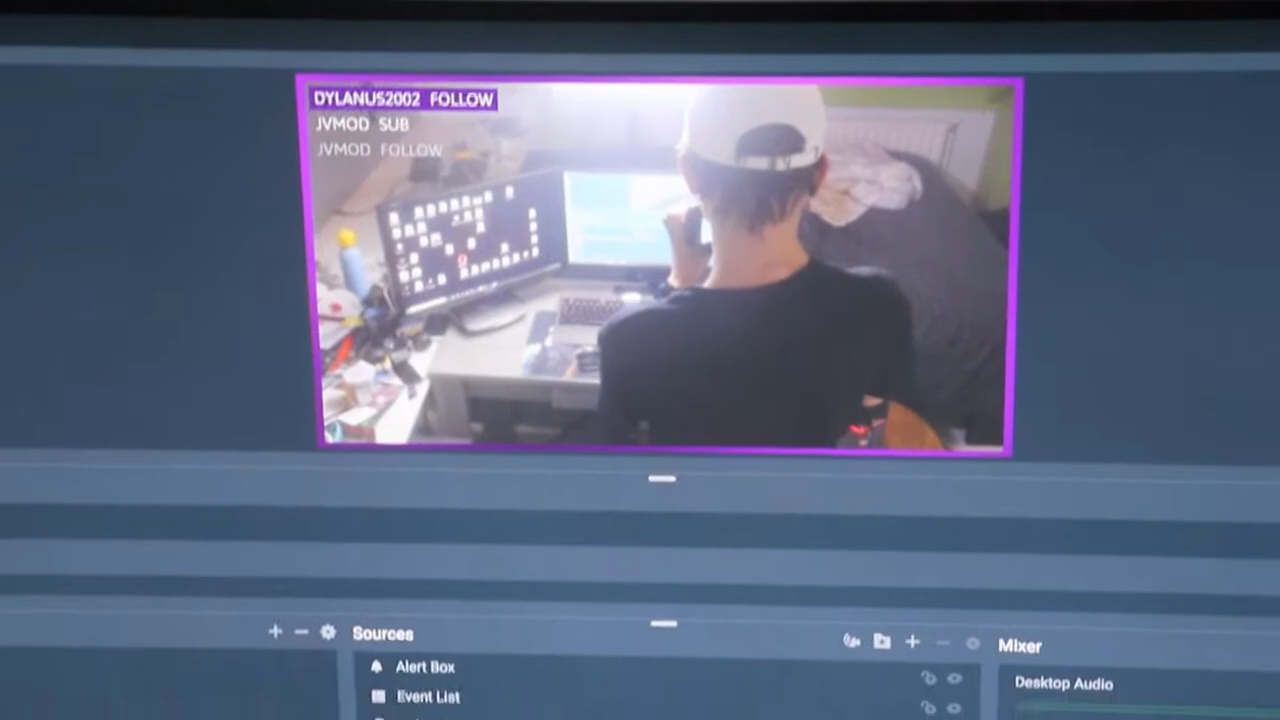 DYLANUS2002 FOLLOW
JVMOD SUB
JVMOD FOLLOW
Sources
Mixer
Alert Box
Desktop Audio
Event List